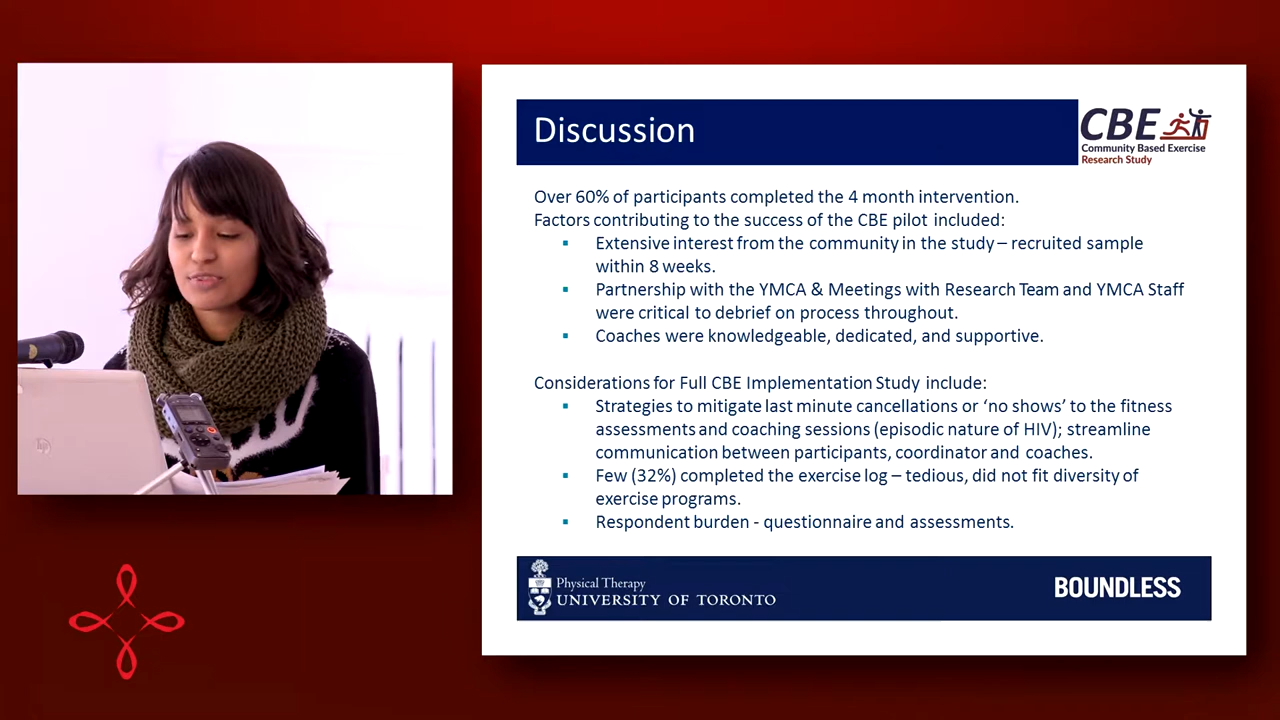 Discussion
CBE
Community Based Exercise
Research Study
Over 60% of participants completed the 4 month intervention.
Factors contributing to the success of the CBE pilot included:
▪ Extensive interest from the community in the study – recruited sample
within 8 weeks.
▪ Partnership with the YMCA & Meetings with Research Team and YMCA Staff
were critical to debrief on process throughout.
▪ Coaches were knowledgeable, dedicated, and supportive.
Considerations for Full CBE Implementation Study include:
▪ Strategies to mitigate last minute cancellations or ‘no shows’ to the fitness
assessments and coaching sessions (episodic nature of HIV); streamline
communication between participants, coordinator and coaches.
▪ Few (32%) completed the exercise log – tedious, did not fit diversity of
exercise programs.
▪ Respondent burden - questionnaire and assessments.
Physical Therapy
UNIVERSITY OF TORONTO
BOUNDLESS
hp